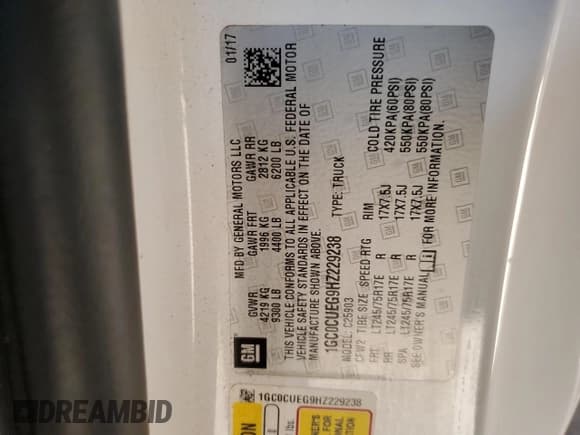 01/17
MFD BY GENERAL MOTORS LLC
GVWR GAWR FRT GAWR RR
4219 KG 1996 KG 2812 KG
9300 LB 4400 LB 6200 LB
THIS VEHICLE CONFORMS TO ALL APPLICABLE U.S. FEDERAL MOTOR
VEHICLE SAFETY STANDARDS IN EFFECT ON THE DATE OF
MANUFACTURE SHOWN ABOVE.
1GC0CUEG9HZ229238
TYPE: TRUCK
MODEL: C25903
CFW2 TIRE SIZE SPEED RTG RIM COLD TIRE PRESSURE
FRT LT245/75R17E R 17X7.5J 420KPA(60PSI)
RR LT245/75R17E R 17X7.5J 550KPA(80PSI)
SPA LT245/75R17E R 17X7.5J 550KPA(80PSI)
SEE OWNER'S MANUAL FOR MORE INFORMATION.
GM
1GC0CUEG9HZ229238
lbs.
DREAMBID